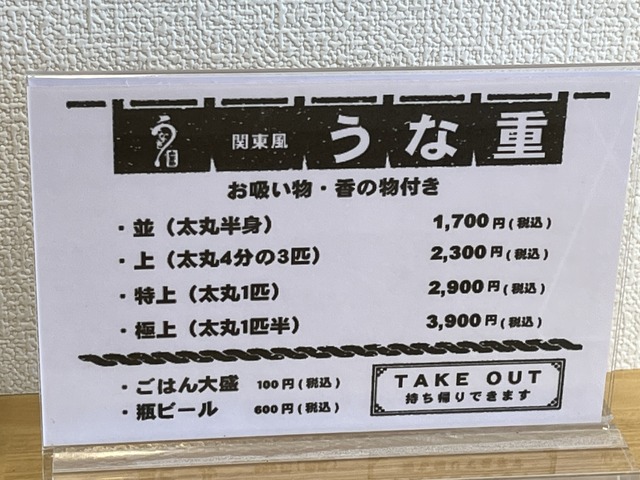 関東風 うな重
お吸い物・香の物付き
・並（太丸半身） 1,700円(税込)
・上（太丸4分の3匹） 2,300円(税込)
・特上（太丸1匹） 2,900円(税込)
・極上（太丸1匹半） 3,900円(税込)
・ごはん大盛 100円(税込)
・瓶ビール 600円(税込)
TAKE OUT
持ち帰りできます